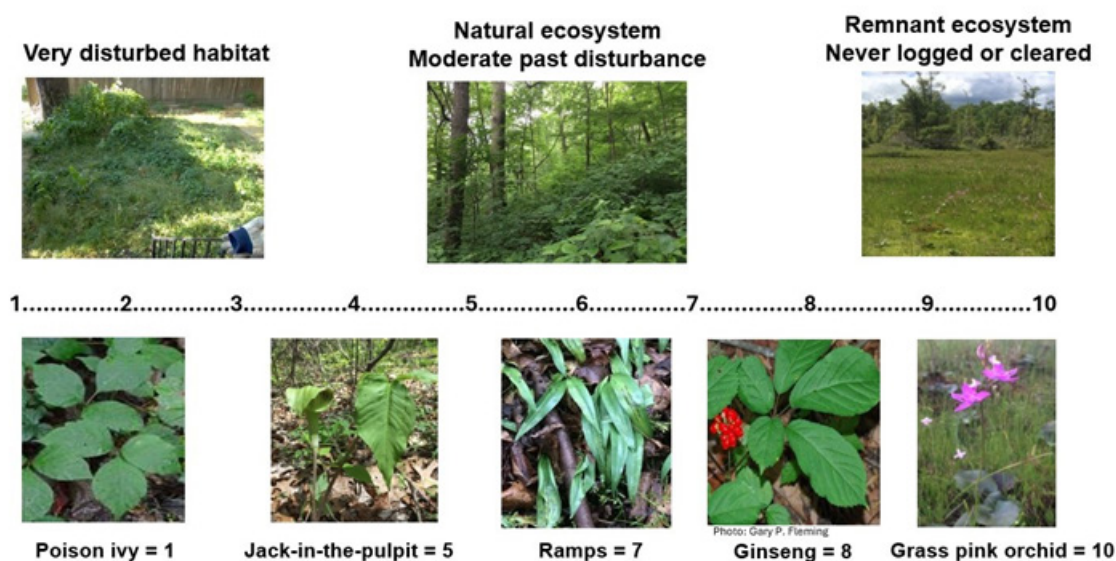 Very disturbed habitat
Natural ecosystem
Moderate past disturbance
Remnant ecosystem
Never logged or cleared
1..................2..................3..................4..................5..................6..................7..................8..................9..................10
Photo: Gary P. Fleming
Poison ivy = 1
Jack-in-the-pulpit = 5
Ramps = 7
Ginseng = 8
Grass pink orchid = 10